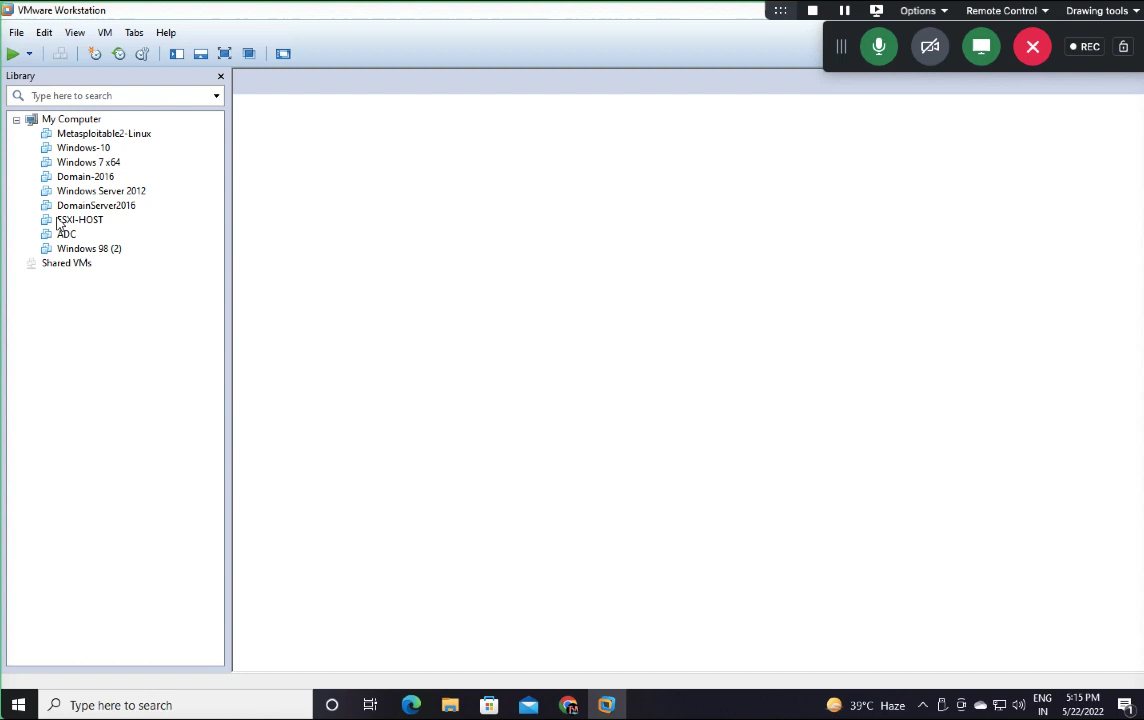 VMware Workstation
Options
Remote Control
Drawing tools
File Edit View VM Tabs Help
REC
Library
Type here to search
My Computer
Metasploitable2-Linux
Windows-10
Windows 7 x64
Domain-2016
Windows Server 2012
DomainServer2016
ESXI-HOST
ADC
Windows 98 (2)
Shared VMs
Type here to search
39°C Haze
ENG
IN
5:15 PM
5/22/2022
1